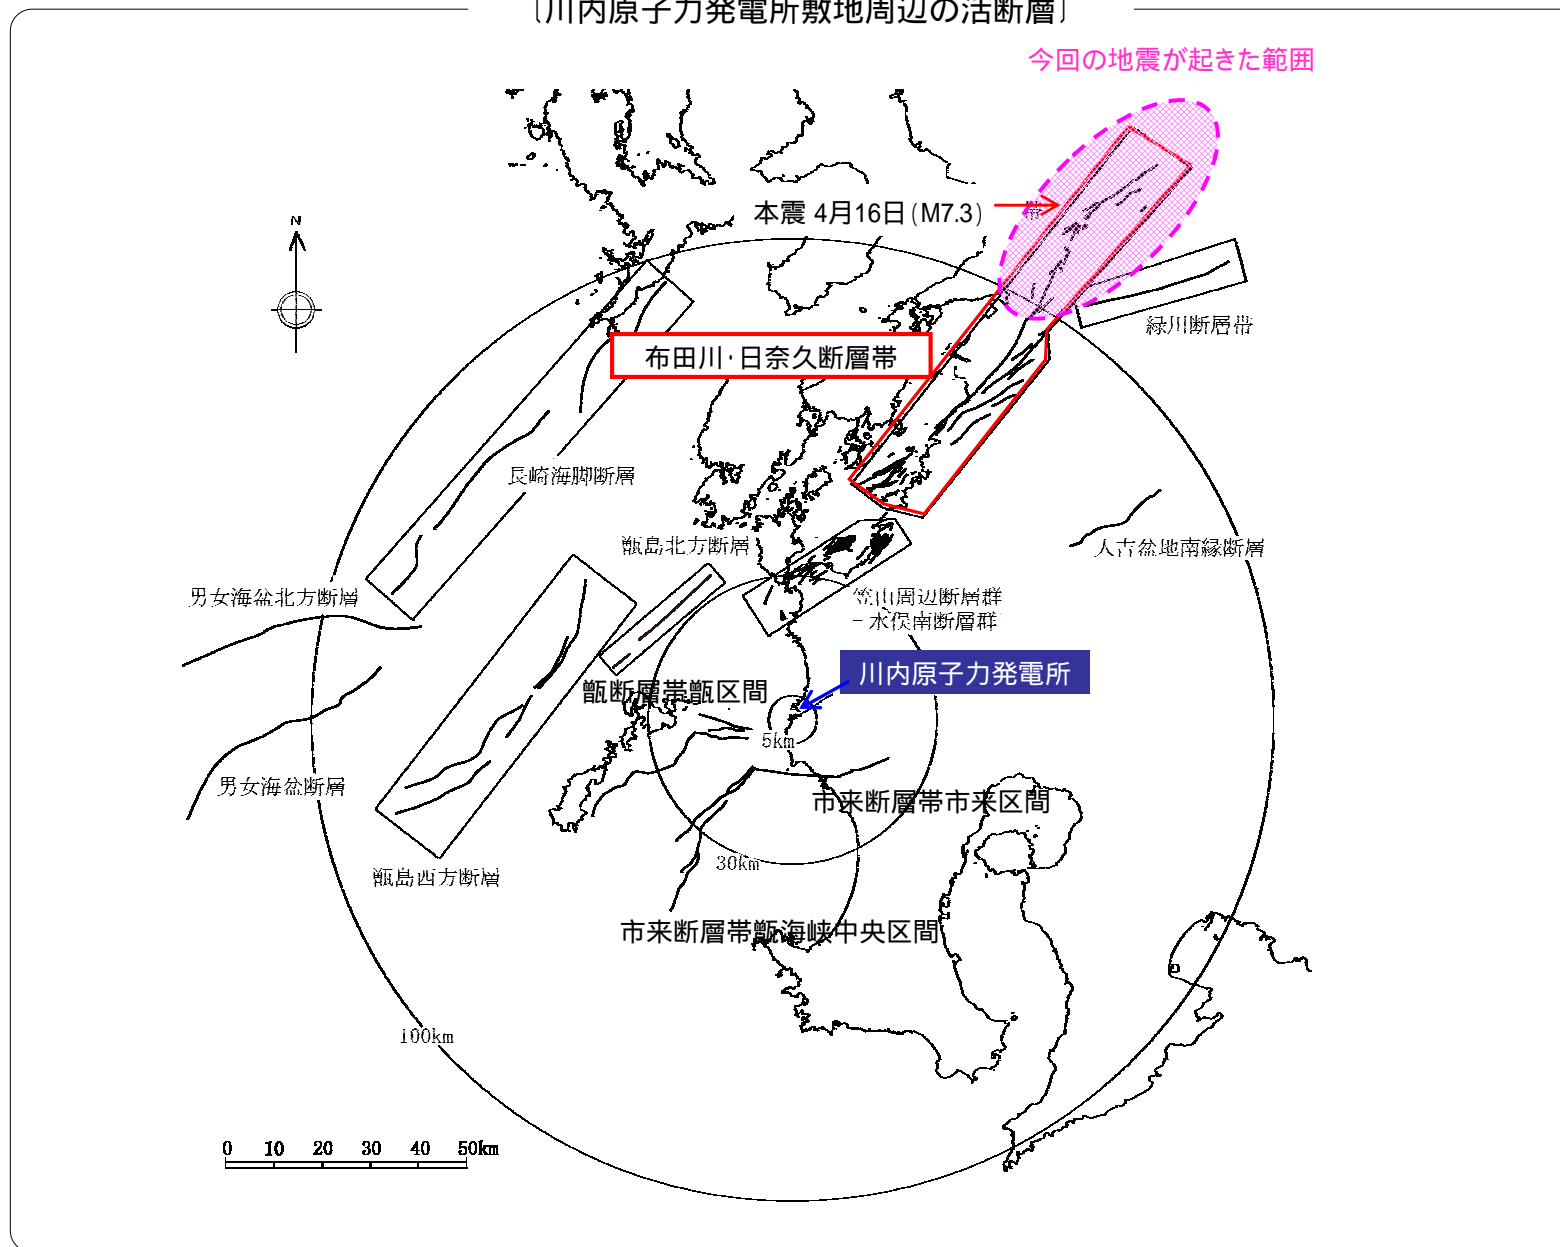 〔川内原子力発電所敷地周辺の活断層〕
今回の地震が起きた範囲
本震 4月16日(M7.3)
帯
N
緑川断層帯
布田川・日奈久断層帯
長崎海脚断層
甑島北方断層
人吉盆地南縁断層
男女海盆北方断層
笠山周辺断層群
－水俣南断層群
川内原子力発電所
甑断層帯甑区間
5km
男女海盆断層
市来断層帯市来区間
30km
甑島西方断層
市来断層帯甑海峡中央区間
100km
0 10 20 30 40 50km